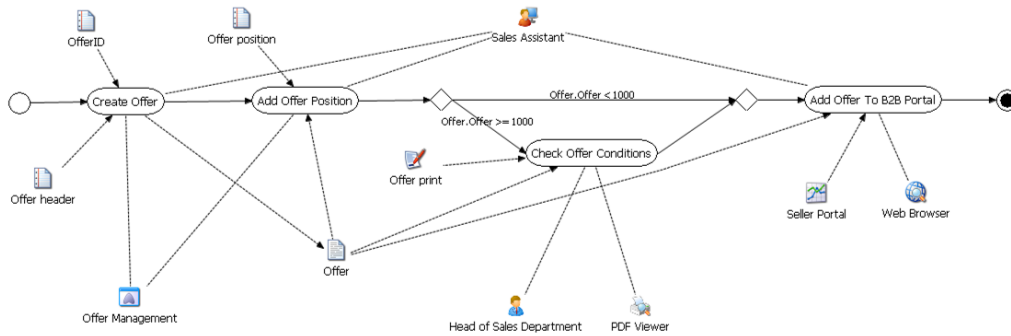 OfferID
Offer position
Sales Assistant
Create Offer
Add Offer Position
Offer.Offer < 1000
Add Offer To B2B Portal
Offer.Offer >= 1000
Check Offer Conditions
Offer print
Offer header
Seller Portal
Web Browser
Offer
Offer Management
Head of Sales Department
PDF Viewer